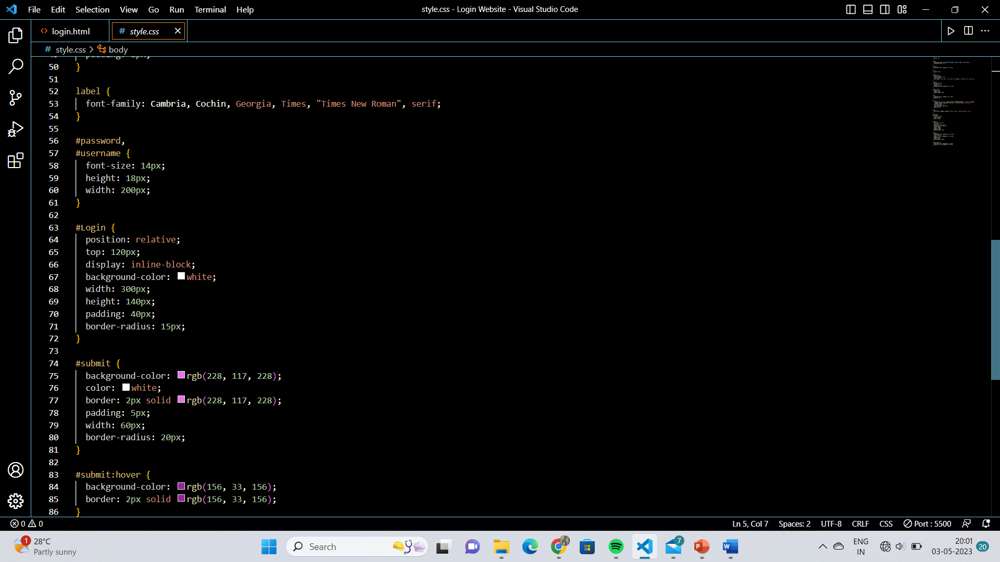 File Edit Selection View Go Run Terminal Help
style.css - Login Website - Visual Studio Code
login.html
# style.css
# style.css > body
50 }
51
52 label {
53 font-family: Cambria, Cochin, Georgia, Times, "Times New Roman", serif;
54 }
55
56 #password,
57 #username {
58 font-size: 14px;
59 height: 18px;
60 width: 200px;
61 }
62
63 #Login {
64 position: relative;
65 top: 120px;
66 display: inline-block;
67 background-color: white;
68 width: 300px;
69 height: 140px;
70 padding: 40px;
71 border-radius: 15px;
72 }
73
74 #submit {
75 background-color: rgb(228, 117, 228);
76 color: white;
77 border: 2px solid rgb(228, 117, 228);
78 padding: 5px;
79 width: 60px;
80 border-radius: 20px;
81 }
82
83 #submit:hover {
84 background-color: rgb(156, 33, 156);
85 border: 2px solid rgb(156, 33, 156);
86 }
0 0
Ln 5, Col 7 Spaces: 2 UTF-8 CRLF CSS Port : 5500
1
28°C
Partly sunny
Search
7
ENG
IN
20:01
03-05-2023
20